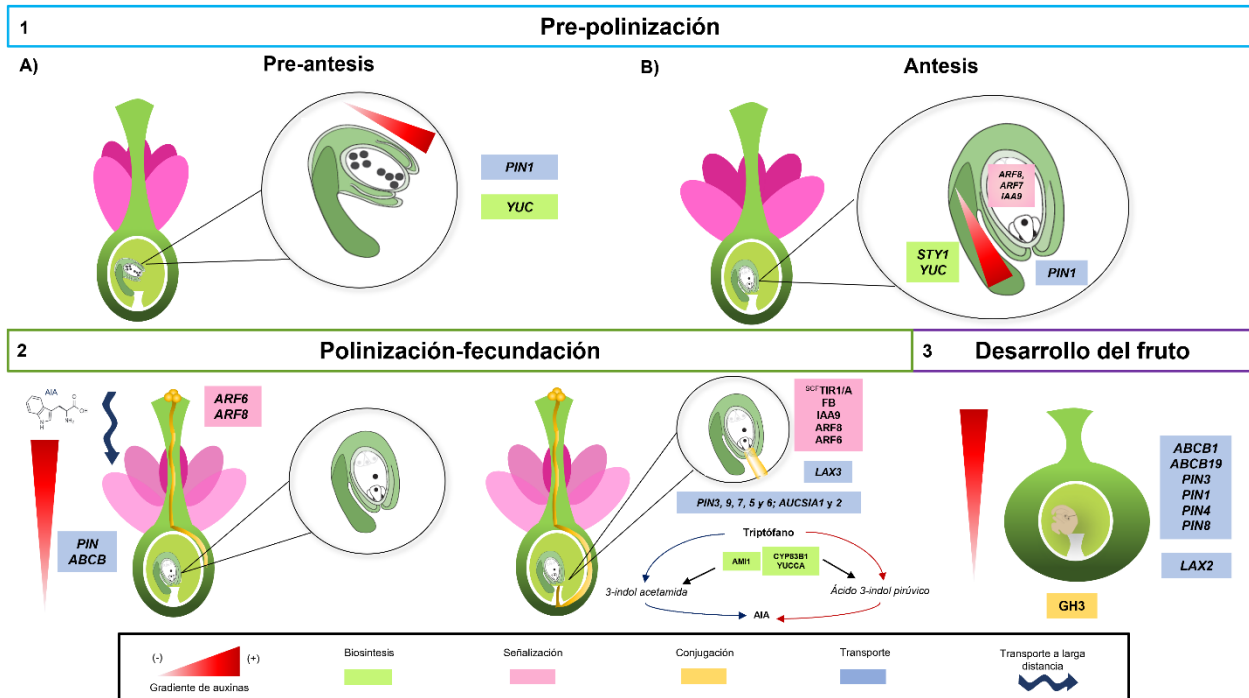 1
Pre-polinización
A)
Pre-antesis
B)
Antesis
PIN1
YUC
ARF8,
ARF7
IAA9
STY1
YUC
PIN1
2
Polinización-fecundación
3
Desarrollo del fruto
AIA
NH₂
ARF6
ARF8
PIN
ABCB
SCF TIR1/A
FB
IAA9
ARF8
ARF6
LAX3
PIN3, 9, 7, 5 y 6; AUCSIA1 y 2
Triptófano
AMI1
CYP83B1
YUCCA
3-indol acetamida
Ácido 3-indol pirúvico
AIA
ABCB1
ABCB19
PIN3
PIN1
PIN4
PIN8
LAX2
GH3
(-)
(+)
Gradiente de auxinas
Biosíntesis
Señalización
Conjugación
Transporte
Transporte a larga
distancia